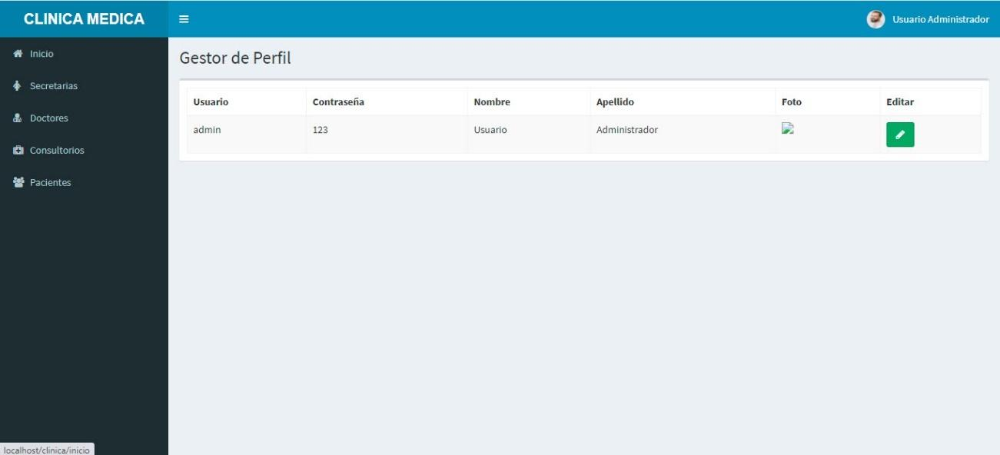 CLINICA MEDICA
Usuario Administrador
Inicio
Secretarias
Doctores
Consultorios
Pacientes
Gestor de Perfil
Usuario Contraseña Nombre Apellido Foto Editar
admin 123 Usuario Administrador
localhost/clinica/inicio